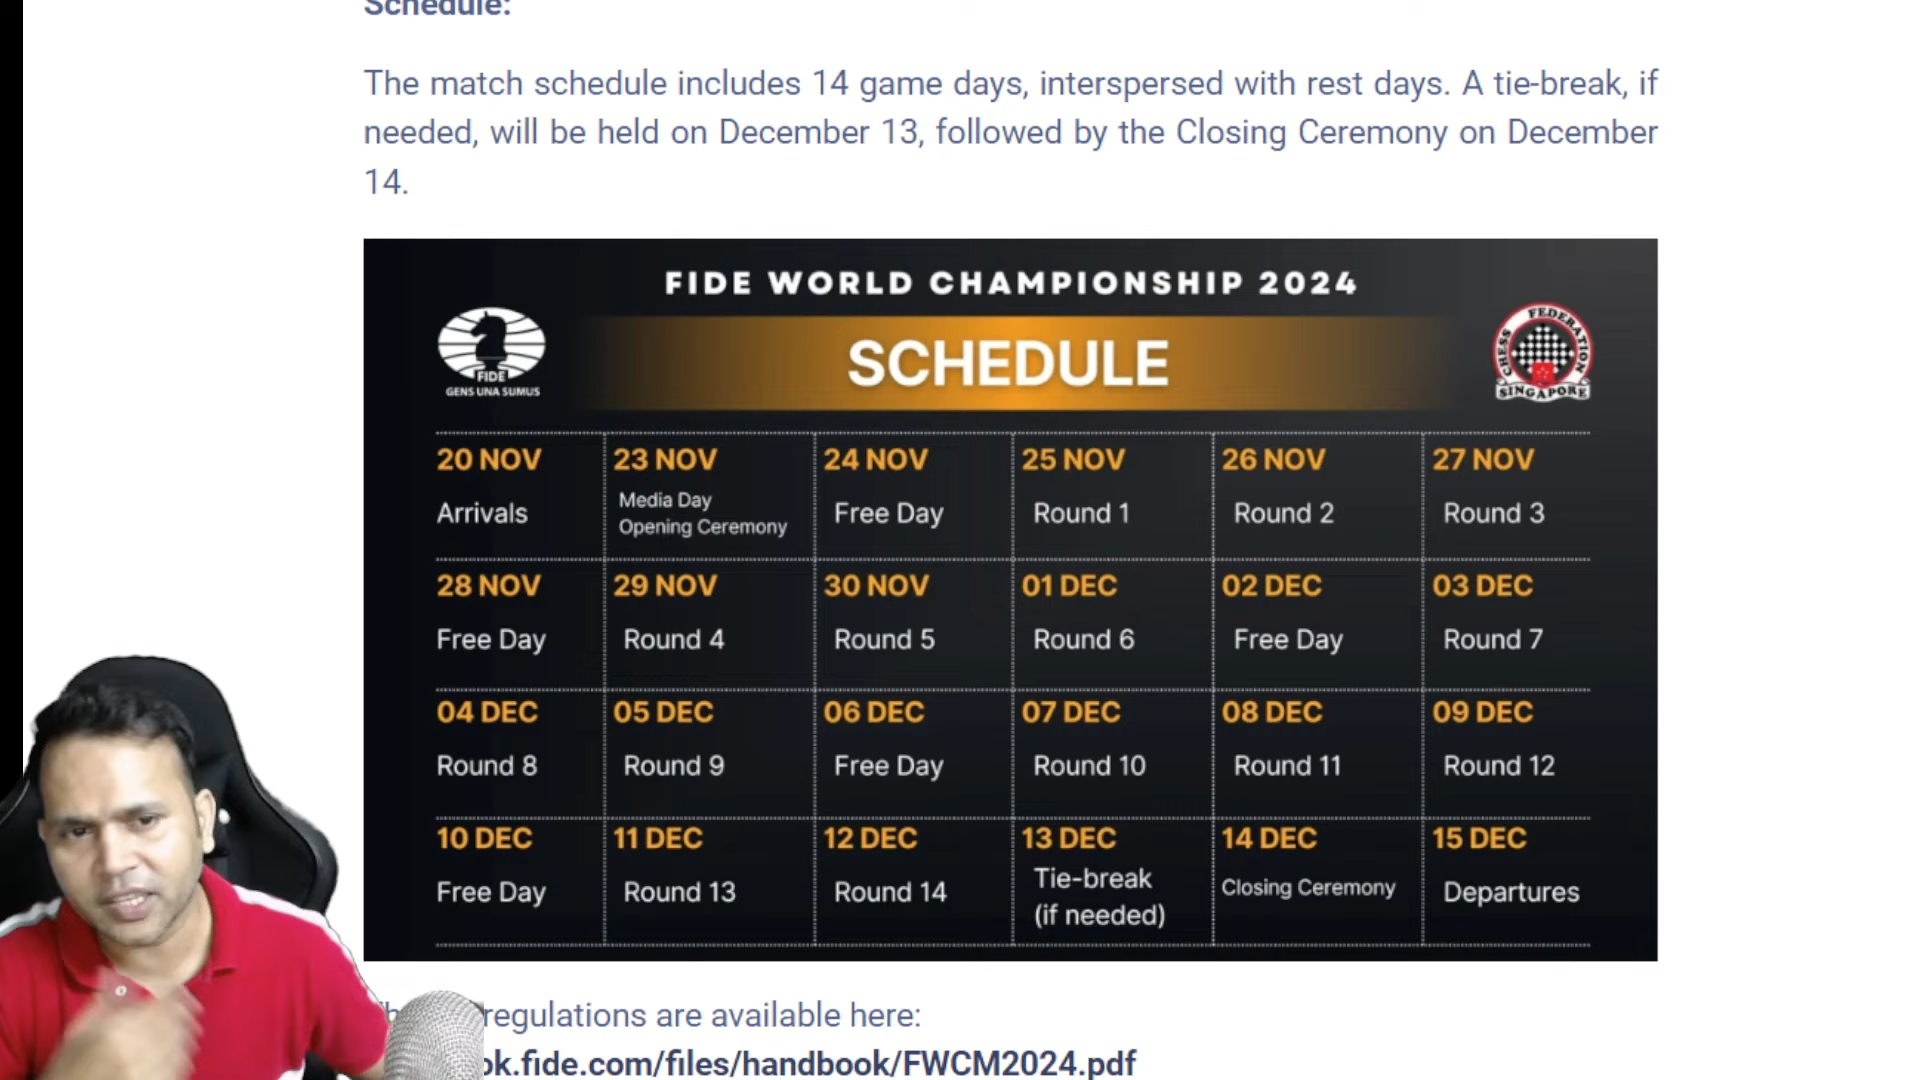 Schedule:
The match schedule includes 14 game days, interspersed with rest days. A tie-break, if
needed, will be held on December 13, followed by the Closing Ceremony on December
14.
FIDE WORLD CHAMPIONSHIP 2024
SCHEDULE
FIDE
GENS UNA SUMUS
CHESS FEDERATION
SINGAPORE
20 NOV
Arrivals
23 NOV
Media Day
Opening Ceremony
24 NOV
Free Day
25 NOV
Round 1
26 NOV
Round 2
27 NOV
Round 3
28 NOV
Free Day
29 NOV
Round 4
30 NOV
Round 5
01 DEC
Round 6
02 DEC
Free Day
03 DEC
Round 7
04 DEC
Round 8
05 DEC
Round 9
06 DEC
Free Day
07 DEC
Round 10
08 DEC
Round 11
09 DEC
Round 12
10 DEC
Free Day
11 DEC
Round 13
12 DEC
Round 14
13 DEC
Tie-break
(if needed)
14 DEC
Closing Ceremony
15 DEC
Departures
regulations are available here:
ok.fide.com/files/handbook/FWCM2024.pdf